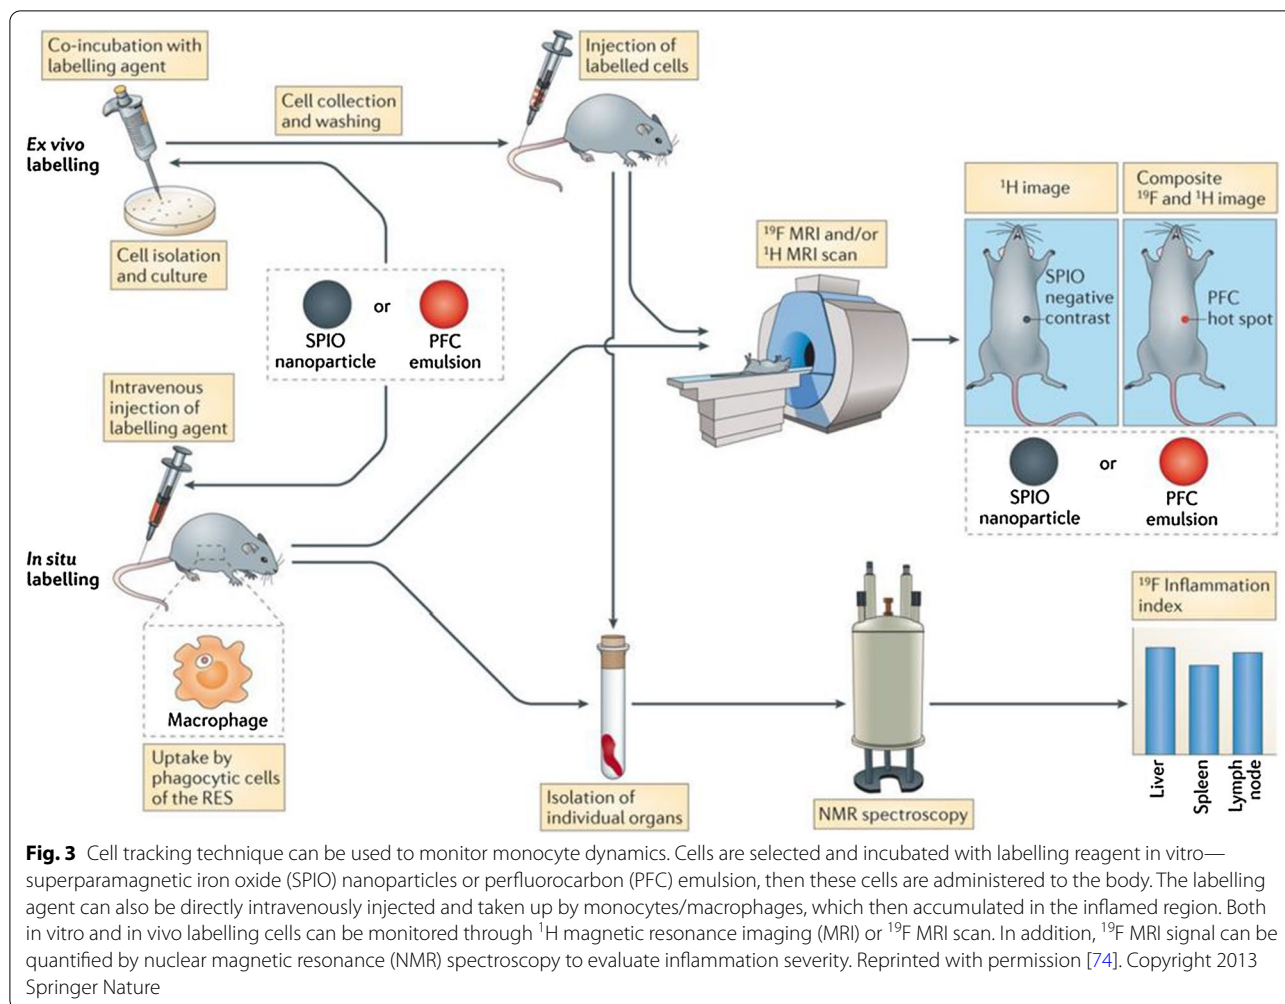 Co-incubation with
labelling agent
Injection of
labelled cells
Cell collection
and washing
Ex vivo
labelling
Cell isolation
and culture
SPIO
nanoparticle
or
PFC
emulsion
¹⁹F MRI and/or
¹H MRI scan
¹H image
Composite
¹⁹F and ¹H image
SPIO
negative
contrast
PFC
hot spot
SPIO
nanoparticle
or
PFC
emulsion
Intravenous
injection of
labelling agent
In situ
labelling
Macrophage
Uptake by
phagocytic cells
of the RES
Isolation of
individual organs
NMR spectroscopy
¹⁹F Inflammation
index
Liver
Spleen
Lymph
node
Fig. 3 Cell tracking technique can be used to monitor monocyte dynamics. Cells are selected and incubated with labelling reagent in vitro—
superparamagnetic iron oxide (SPIO) nanoparticles or perfluorocarbon (PFC) emulsion, then these cells are administered to the body. The labelling
agent can also be directly intravenously injected and taken up by monocytes/macrophages, which then accumulated in the inflamed region. Both
in vitro and in vivo labelling cells can be monitored through ¹H magnetic resonance imaging (MRI) or ¹⁹F MRI scan. In addition, ¹⁹F MRI signal can be
quantified by nuclear magnetic resonance (NMR) spectroscopy to evaluate inflammation severity. Reprinted with permission [74]. Copyright 2013
Springer Nature